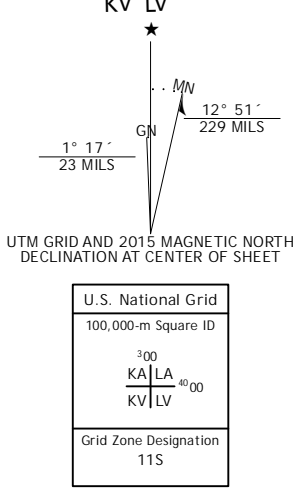 KV LV
★
MN
GN
12° 51´
229 MILS
1° 17´
23 MILS
UTM GRID AND 2015 MAGNETIC NORTH
DECLINATION AT CENTER OF SHEET
U.S. National Grid
100,000-m Square ID
³00
KA LA
⁴⁰00
KV LV
Grid Zone Designation
11S